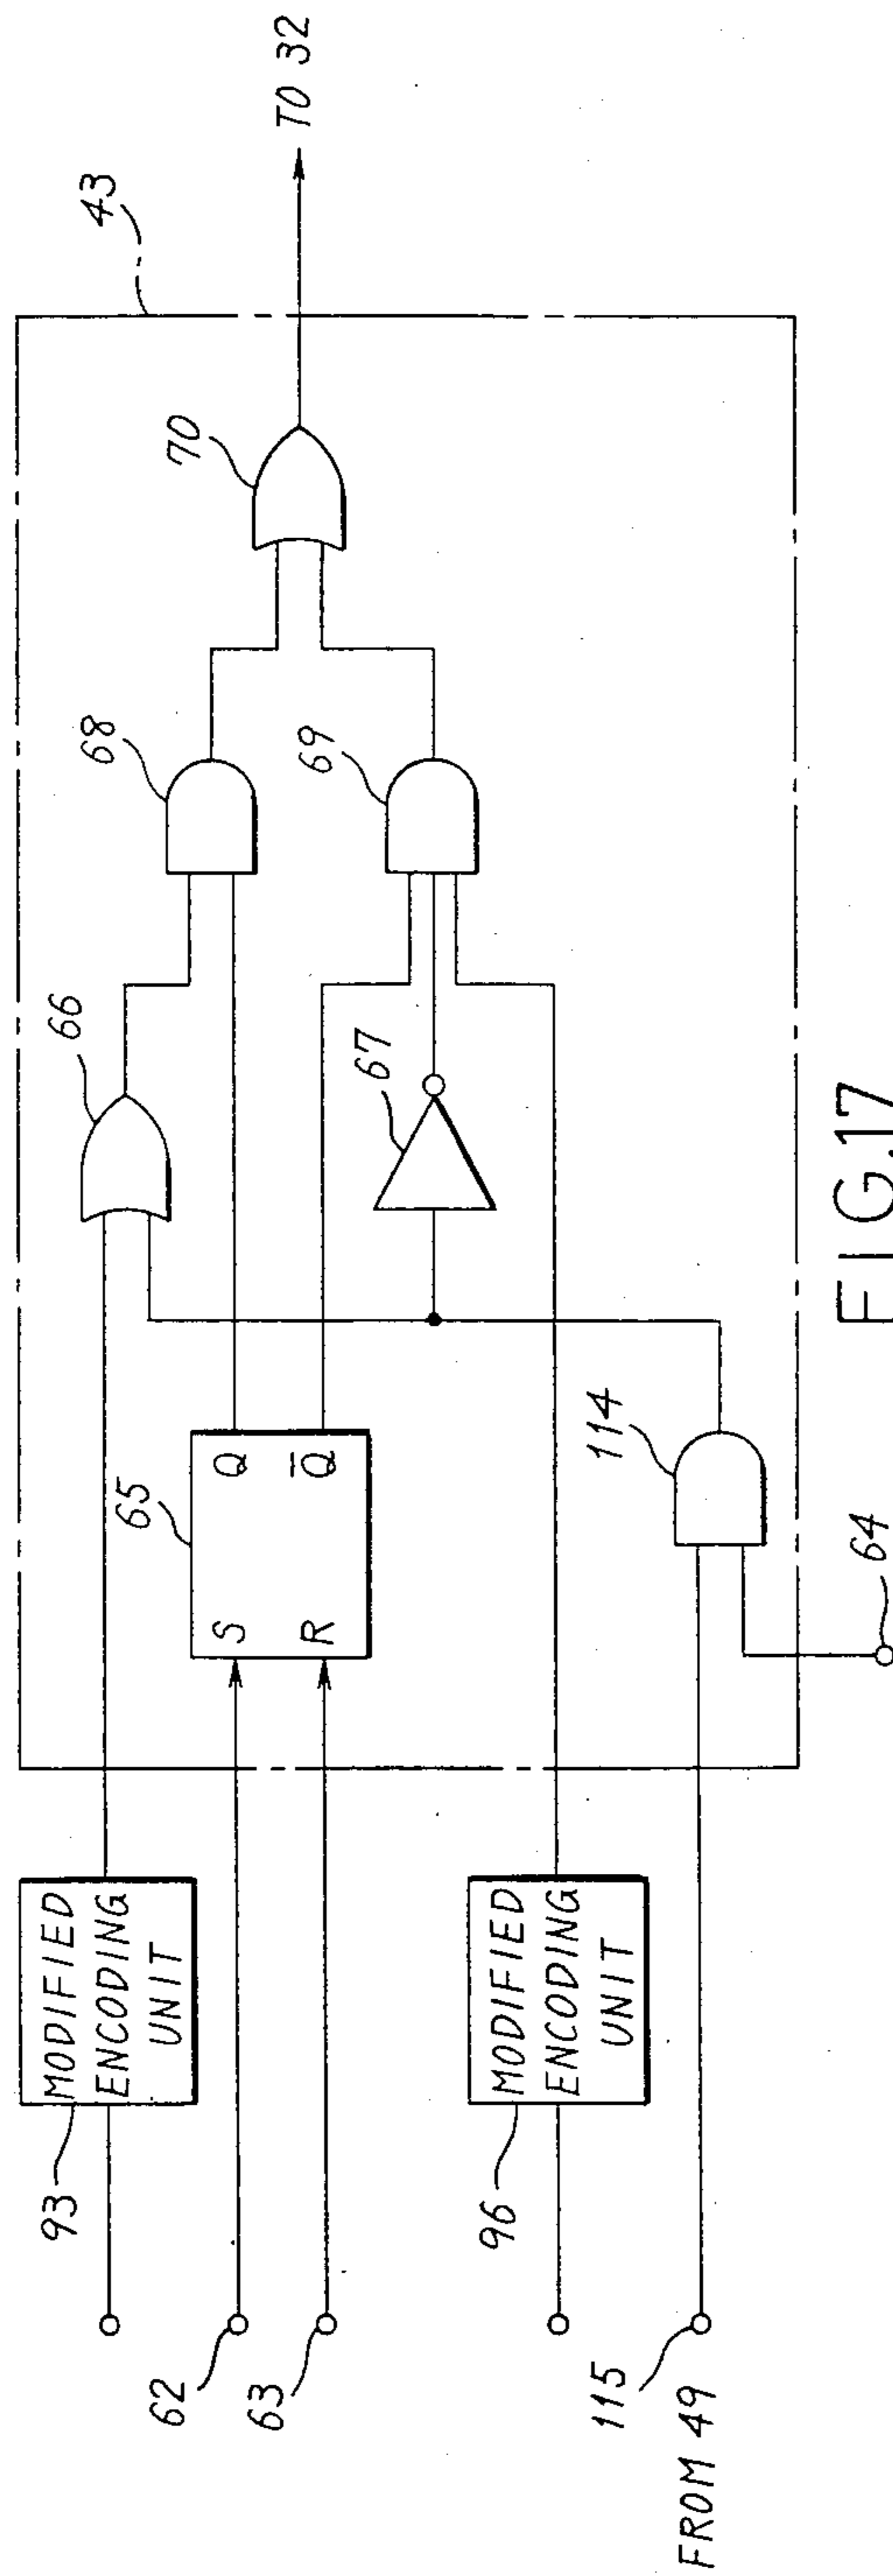 43
TO 32
70
68
69
66
67
65
S
Q
R
Q̅
114
64
MODIFIED
ENCODING
UNIT
93
62
63
MODIFIED
ENCODING
UNIT
96
115
FROM 49
FIG.17